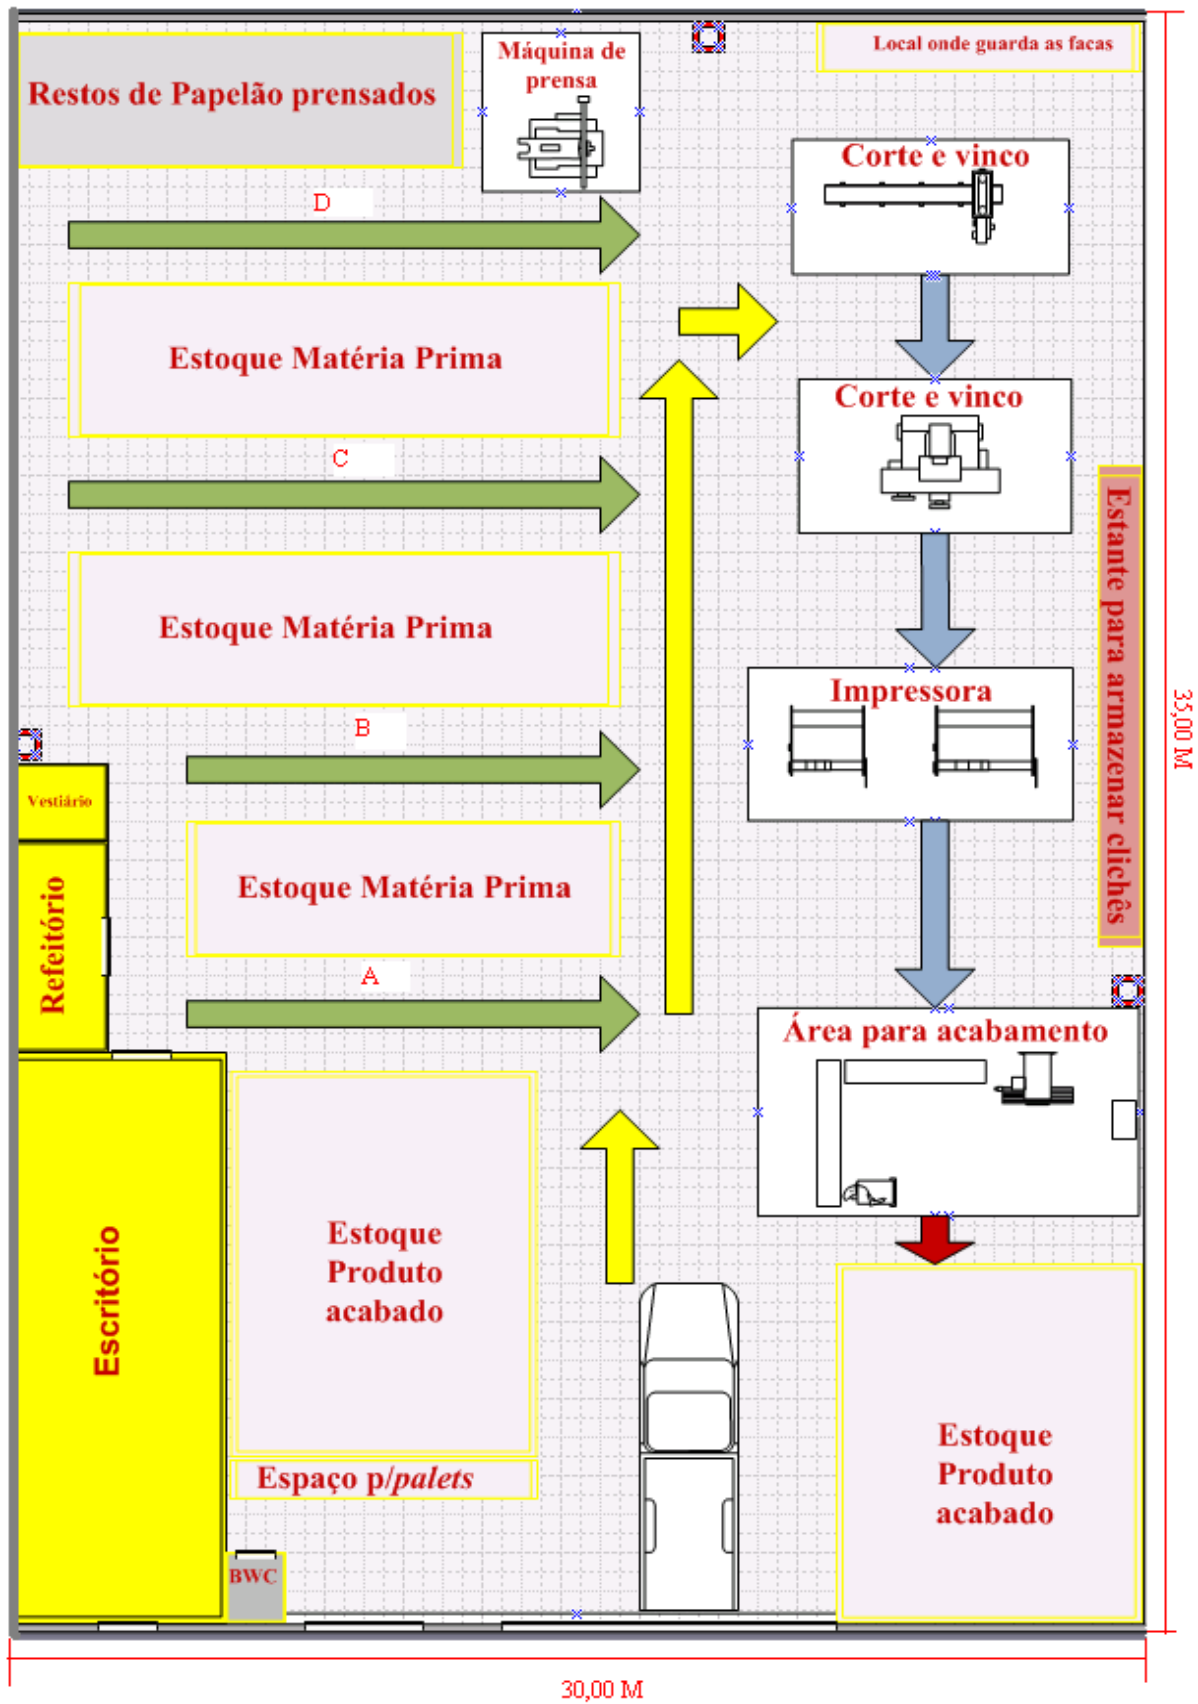 Máquina de
prensa
Local onde guarda as facas
Restos de Papelão prensados
Corte e vinco
D
Estoque Matéria Prima
Corte e vinco
C
Estante para armazenar clichês
Estoque Matéria Prima
Impressora
35,00 M
B
Vestiário
Estoque Matéria Prima
Refeitório
A
Área para acabamento
Estoque
Produto
acabado
Escritório
Estoque
Produto
acabado
Espaço p/palets
BWC
30,00 M